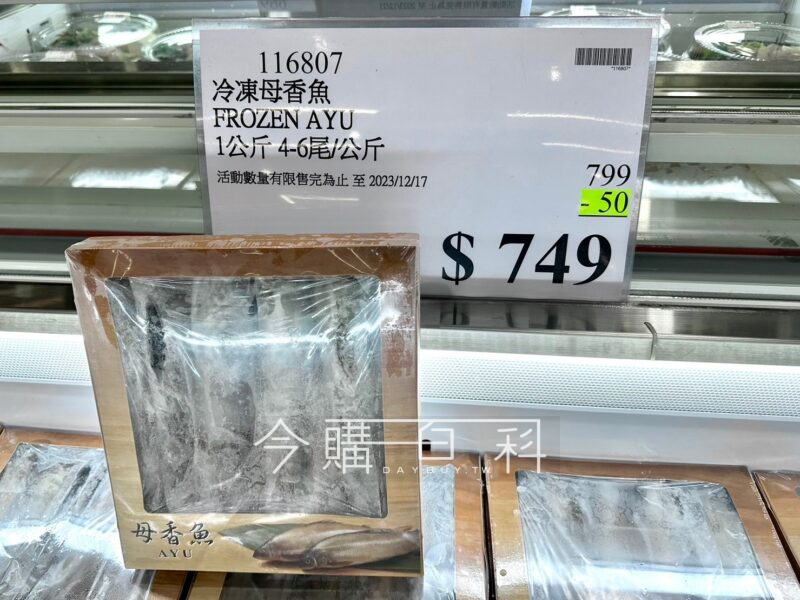 116807
*116807*
冷凍母香魚
FROZEN AYU
1公斤 4-6尾/公斤
活動數量有限售完為止 至 2023/12/17
799
- 50
$ 749
今購百科
DAYBUY.TW
母香魚
AYU